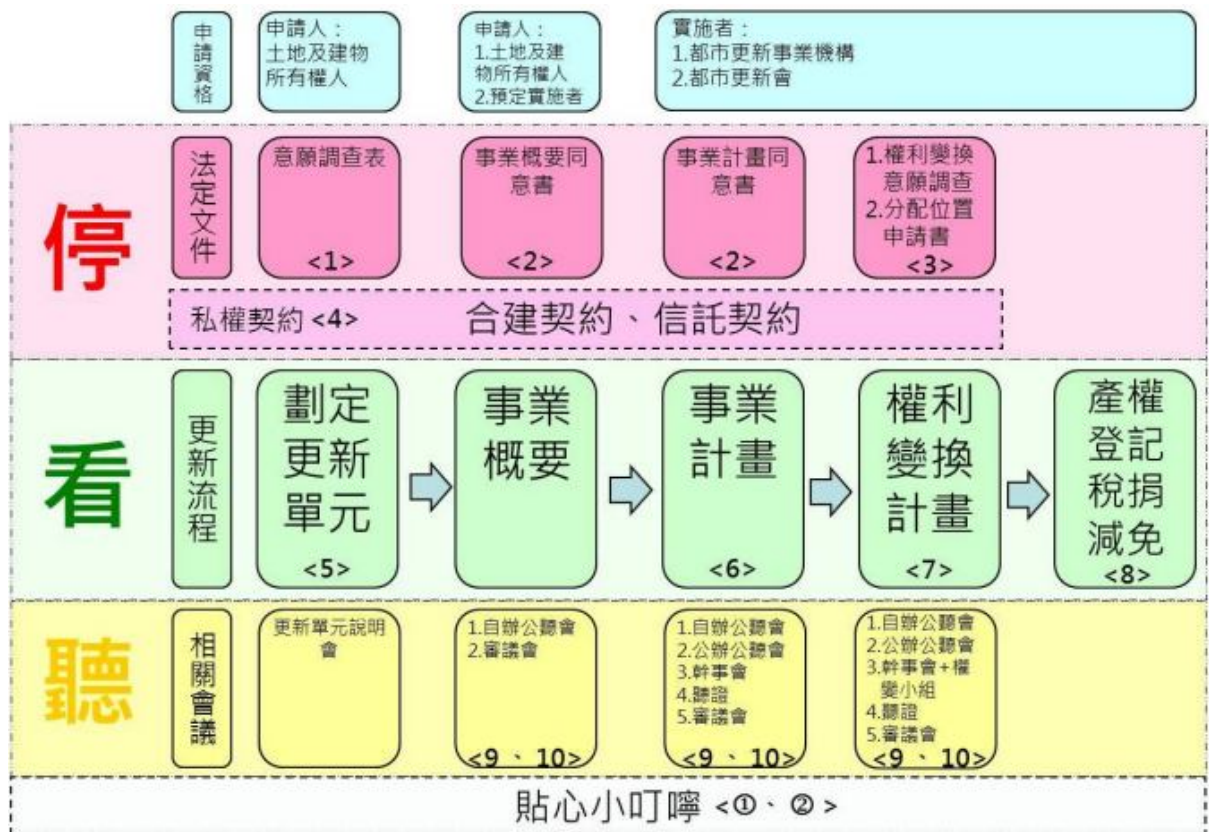 申請資格
申請人：
土地及建物
所有權人
申請人：
1.土地及建
物所有權人
2.預定實施者
實施者：
1.都市更新事業機構
2.都市更新會
停
法定文件
意願調查表
<1>
事業概要同
意書
<2>
事業計畫同
意書
<2>
1.權利變換
意願調查
2.分配位置
申請書
<3>
私權契約 <4>
合建契約、信託契約
看
更新流程
劃定
更新
單元
<5>
事業
概要
事業
計畫
<6>
權利
變換
計畫
<7>
產權
登記
稅捐
減免
<8>
聽
相關會議
更新單元說明
會
1.自辦公聽會
2.審議會
<9、10>
1.自辦公聽會
2.公辦公聽會
3.幹事會
4.聽證
5.審議會
<9、10>
1.自辦公聽會
2.公辦公聽會
3.幹事會+權
變小組
4.聽證
5.審議會
<9、10>
貼心小叮嚀 <①、②>